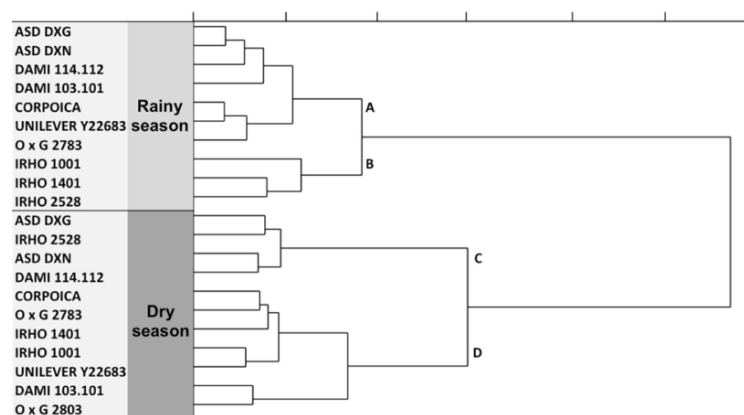 ASD DXG
ASD DXN
DAMI 114.112
DAMI 103.101
CORPOICA
UNILEVER Y22683
O x G 2783
IRHO 1001
IRHO 1401
IRHO 2528
Rainy
season
A
B
ASD DXG
IRHO 2528
ASD DXN
DAMI 114.112
CORPOICA
O x G 2783
IRHO 1401
IRHO 1001
UNILEVER Y22683
DAMI 103.101
O x G 2803
Dry
season
C
D